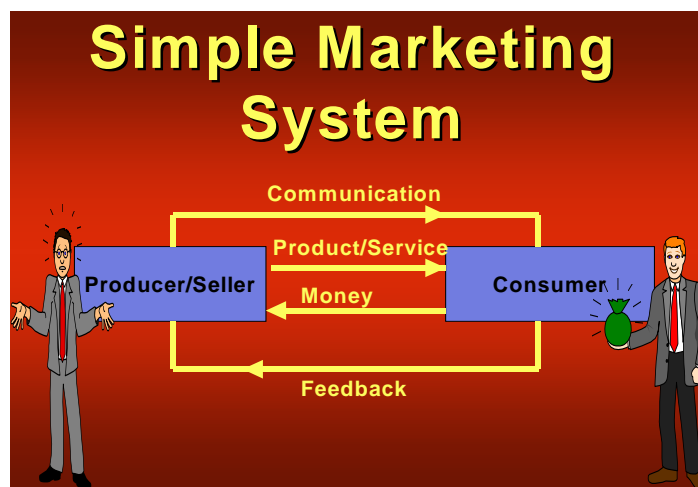 Simple Marketing
System
Communication
Product/Service
Producer/Seller
Consumer
Money
Feedback